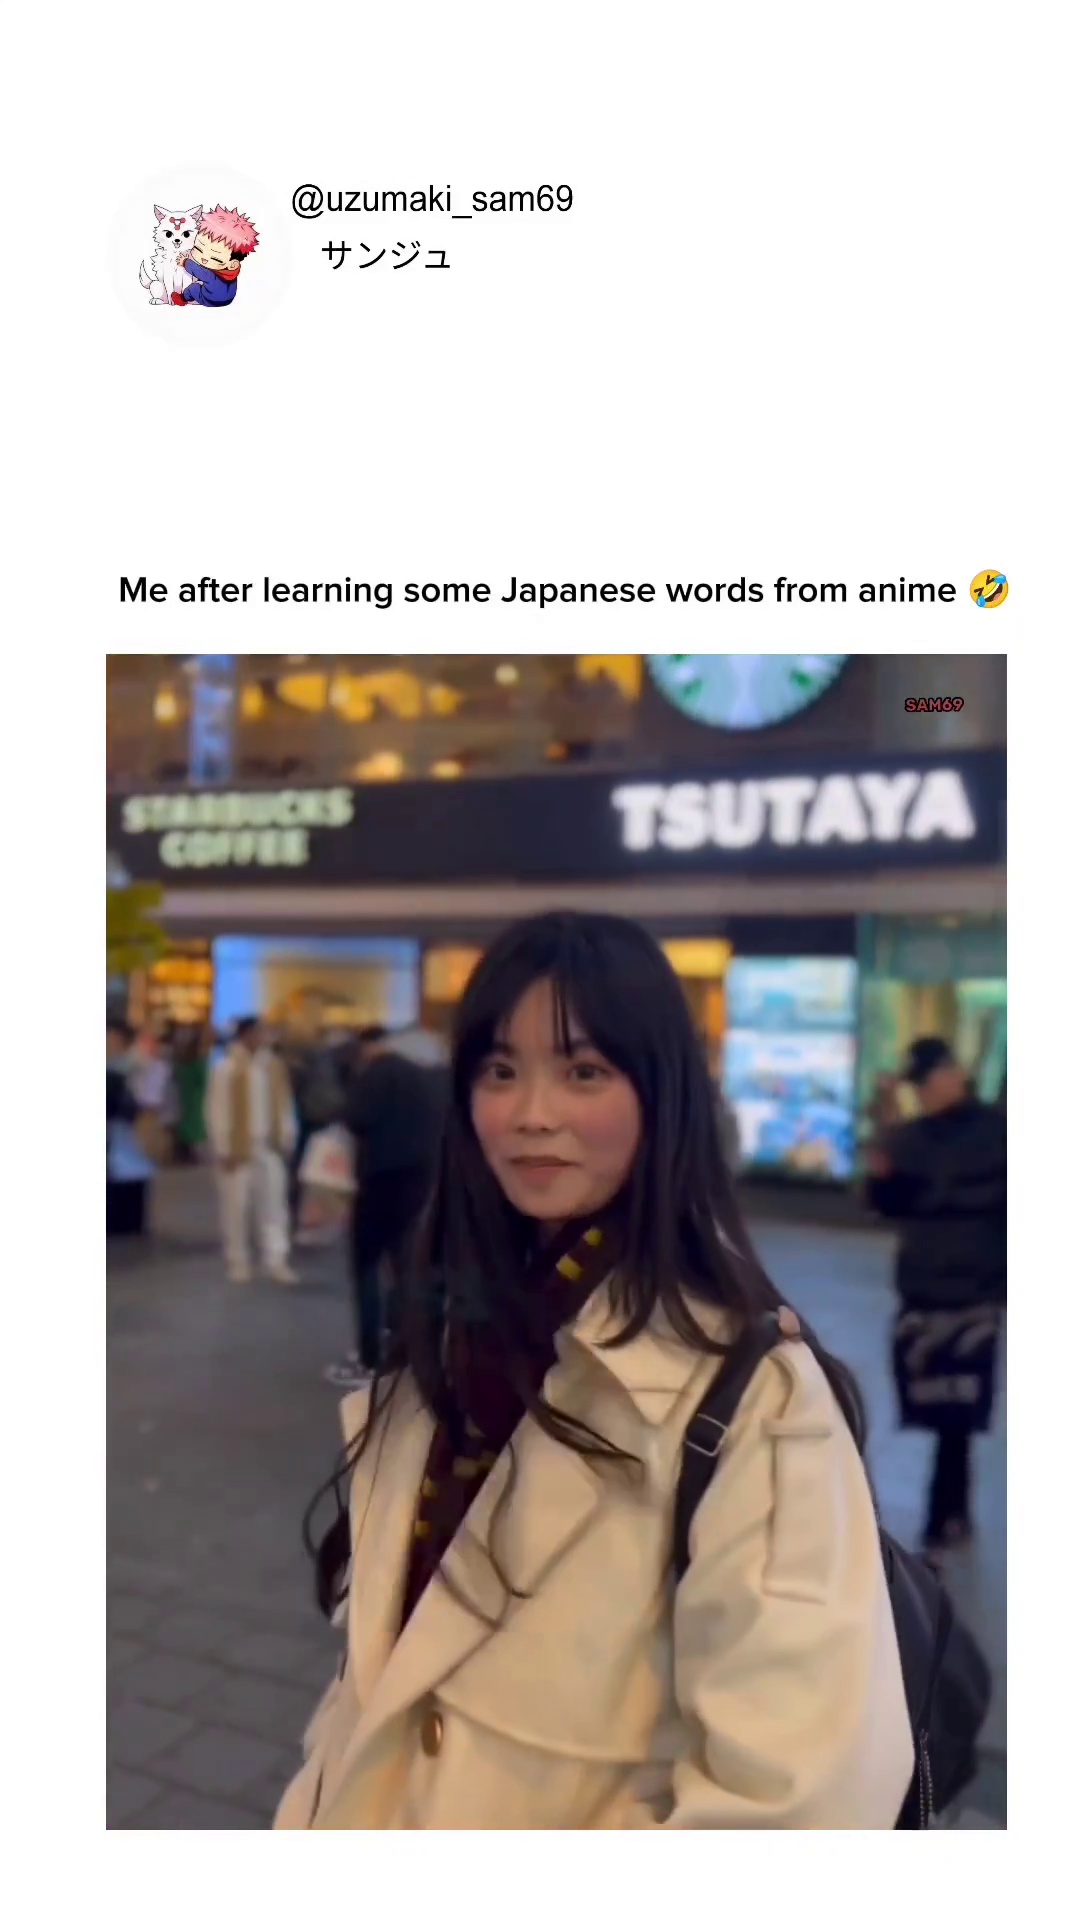 @uzumaki_sam69
サンジュ
Me after learning some Japanese words from anime 🤣
SAM69
STARBUCKS
COFFEE
TSUTAYA